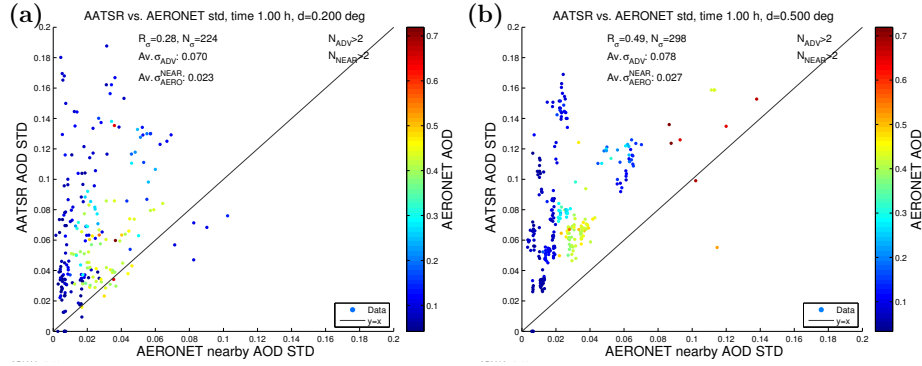 (a)
AATSR vs. AERONET std, time 1.00 h, d=0.200 deg
R_σ=0.28, N_σ=224
N_ADV>2
Av. σ_ADV: 0.070
N_NEAR>2
Av. σ_AERO^NEAR: 0.023
AATSR AOD STD
0.2
0.18
0.16
0.14
0.12
0.1
0.08
0.06
0.04
0.02
0
0 0.02 0.04 0.06 0.08 0.1 0.12 0.14 0.16 0.18 0.2
AERONET nearby AOD STD
Data
y=x
0.7
0.6
0.5
0.4
0.3
0.2
0.1
AERONET AOD
(b)
AATSR vs. AERONET std, time 1.00 h, d=0.500 deg
R_σ=0.49, N_σ=298
N_ADV>2
Av. σ_ADV: 0.078
N_NEAR>2
Av. σ_AERO^NEAR: 0.027
AATSR AOD STD
0.2
0.18
0.16
0.14
0.12
0.1
0.08
0.06
0.04
0.02
0
0 0.02 0.04 0.06 0.08 0.1 0.12 0.14 0.16 0.18 0.2
AERONET nearby AOD STD
Data
y=x
0.7
0.6
0.5
0.4
0.3
0.2
0.1
AERONET AOD